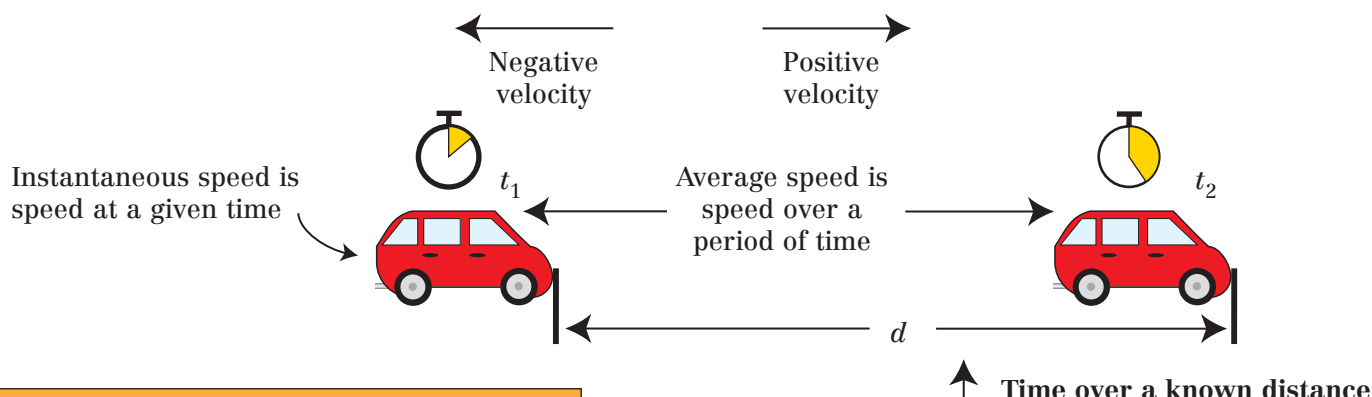 Negative
velocity
Positive
velocity
Instantaneous speed is
speed at a given time
t₁
Average speed is
speed over a
period of time
t₂
d
Time over a known distance